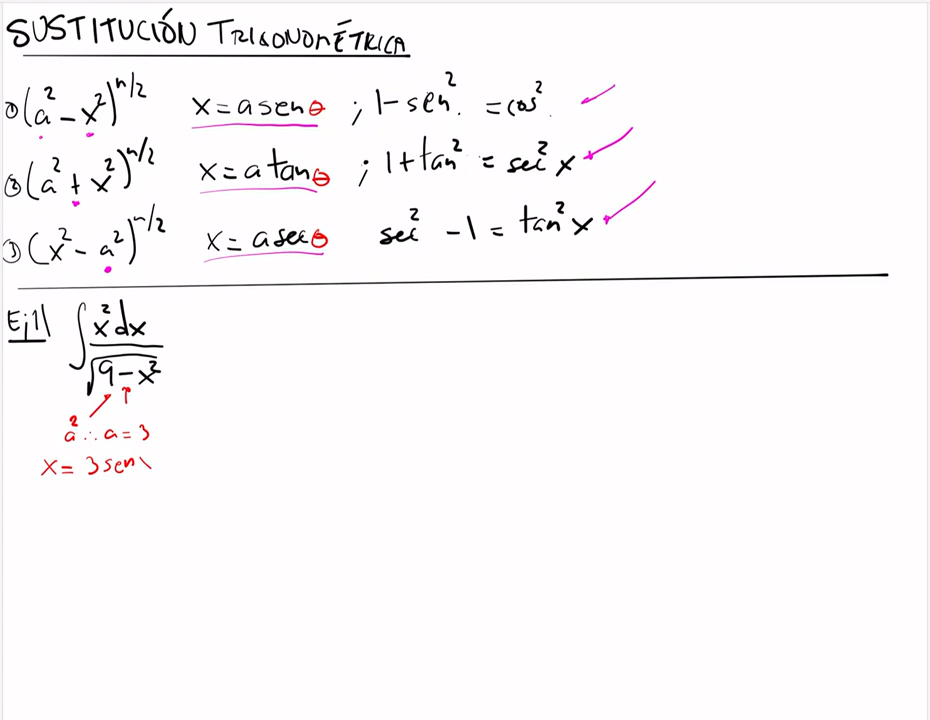 SUSTITUCIÓN TRIGONOMÉTRICA
① (a² - x²)^n/2 x = a sen θ ; 1 - sen². = cos².
② (a² + x²)^n/2 x = a tan θ ; 1 + tan² = sec² x
③ (x² - a²)^n/2 x = a sec θ sec² - 1 = tan² x
Ej 1) ∫ x² dx / √(9 - x²)
a² ∴ a = 3
x = 3 sen